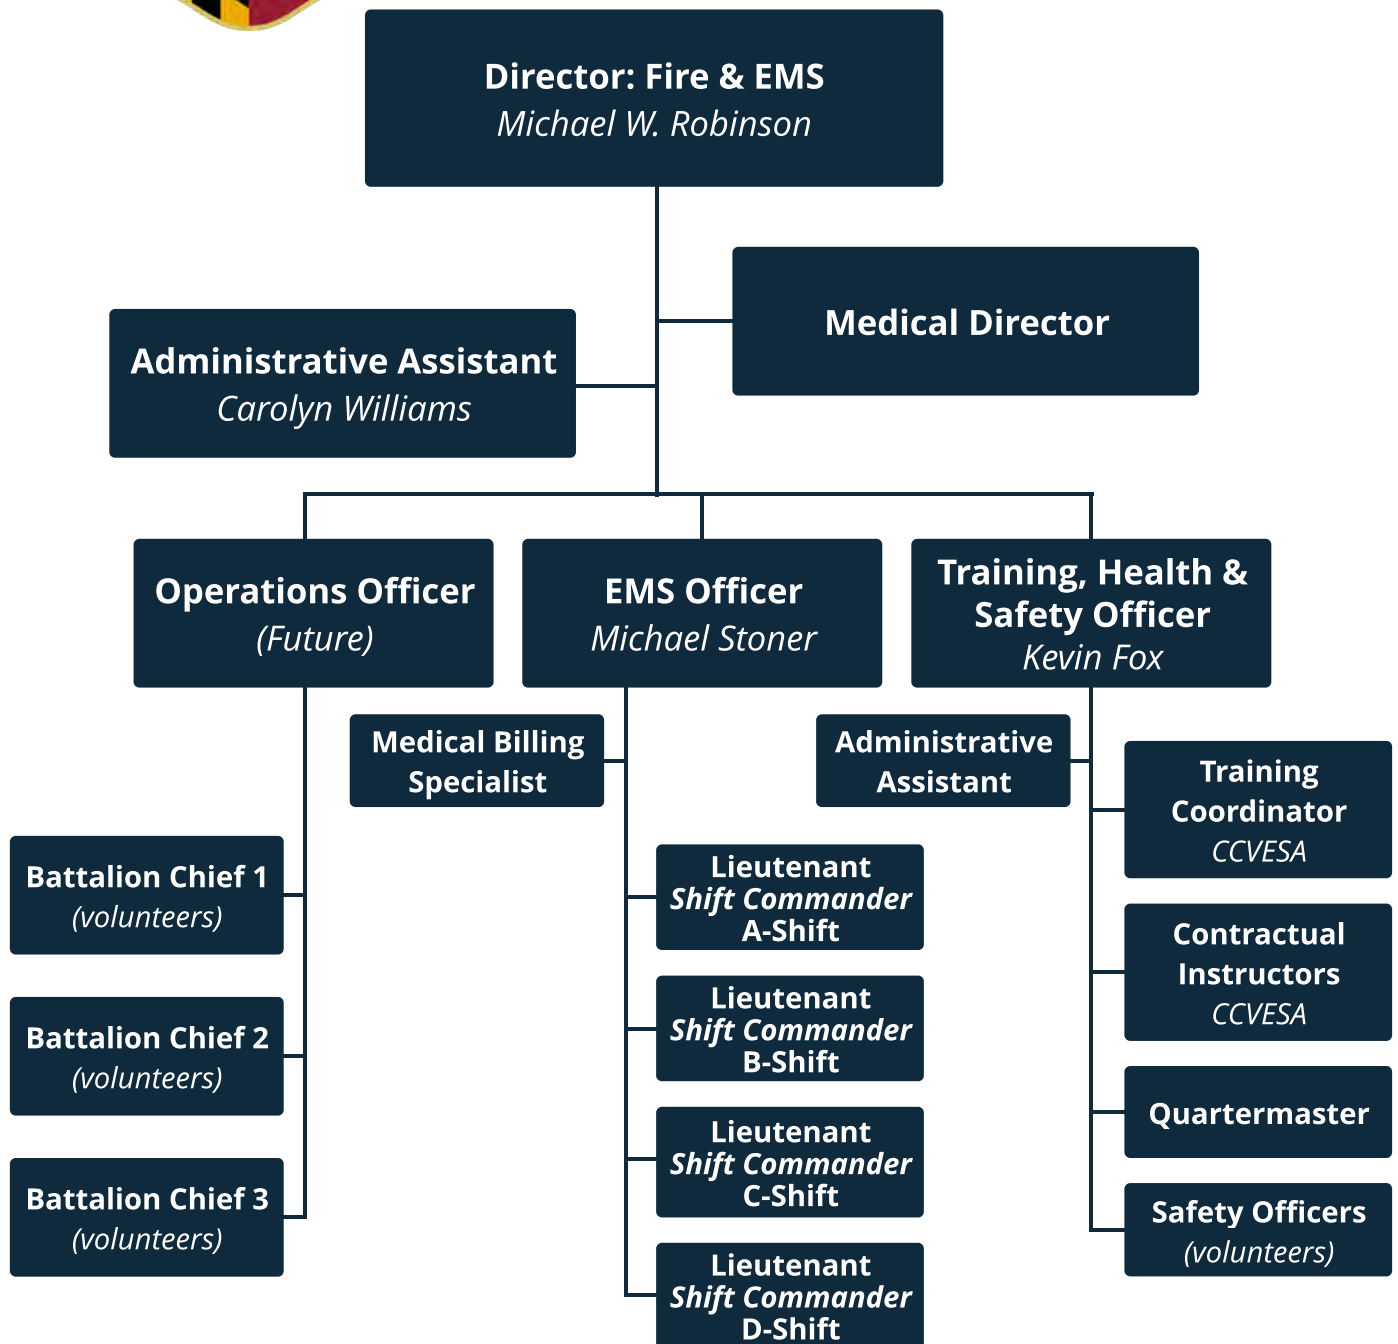 Director: Fire & EMS
Michael W. Robinson
Medical Director
Administrative Assistant
Carolyn Williams
Operations Officer
(Future)
EMS Officer
Michael Stoner
Training, Health &
Safety Officer
Kevin Fox
Battalion Chief 1
(volunteers)
Battalion Chief 2
(volunteers)
Battalion Chief 3
(volunteers)
Medical Billing
Specialist
Lieutenant
Shift Commander
A-Shift
Lieutenant
Shift Commander
B-Shift
Lieutenant
Shift Commander
C-Shift
Lieutenant
Shift Commander
D-Shift
Administrative
Assistant
Training
Coordinator
CCVESA
Contractual
Instructors
CCVESA
Quartermaster
Safety Officers
(volunteers)